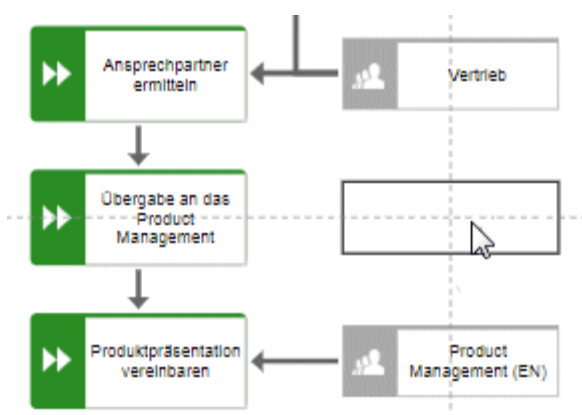 Ansprechpartner
ermitteln
Vertrieb
Übergabe an das
Product
Management
Produktpräsentation
vereinbaren
Product
Management (EN)